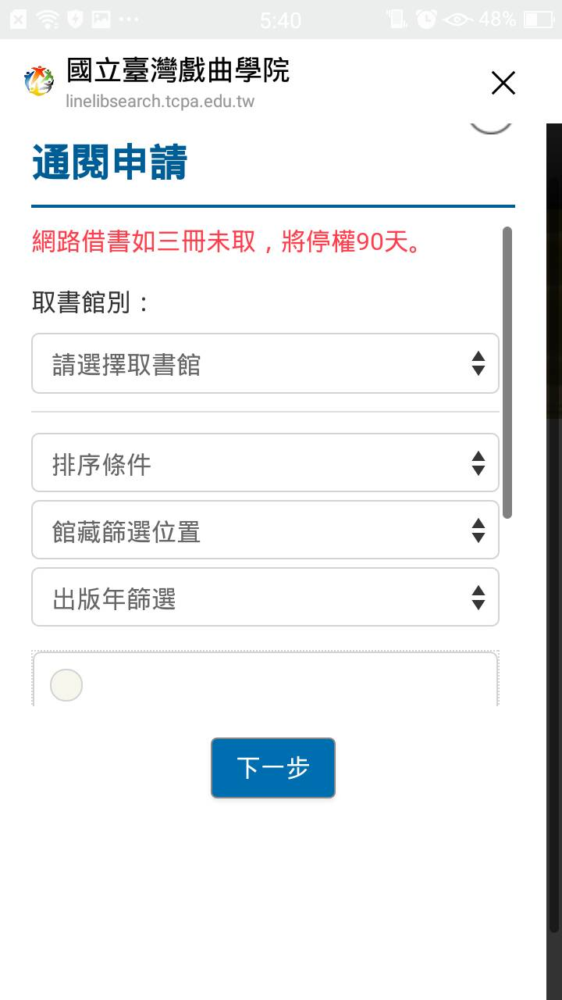 5:40
48%
國立臺灣戲曲學院
linelibsearch.tcpa.edu.tw
通閱申請
網路借書如三冊未取，將停權90天。
取書館別：
請選擇取書館
排序條件
館藏篩選位置
出版年篩選
下一步